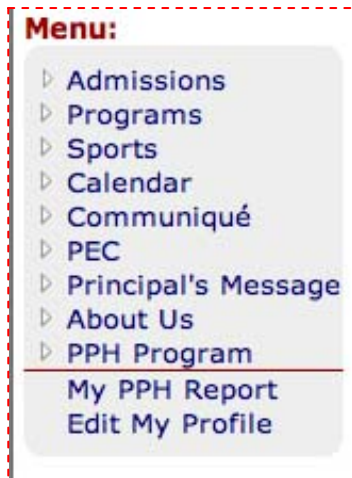 Menu:
Admissions
Programs
Sports
Calendar
Communiqué
PEC
Principal's Message
About Us
PPH Program
My PPH Report
Edit My Profile